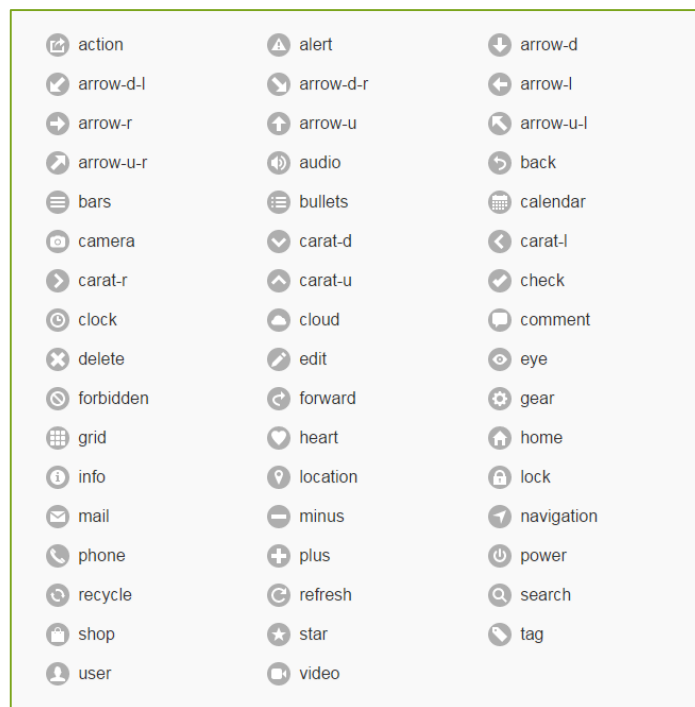 action alert arrow-d
arrow-d-l arrow-d-r arrow-l
arrow-r arrow-u arrow-u-l
arrow-u-r audio back
bars bullets calendar
camera carat-d carat-l
carat-r carat-u check
clock cloud comment
delete edit eye
forbidden forward gear
grid heart home
info location lock
mail minus navigation
phone plus power
recycle refresh search
shop star tag
user video